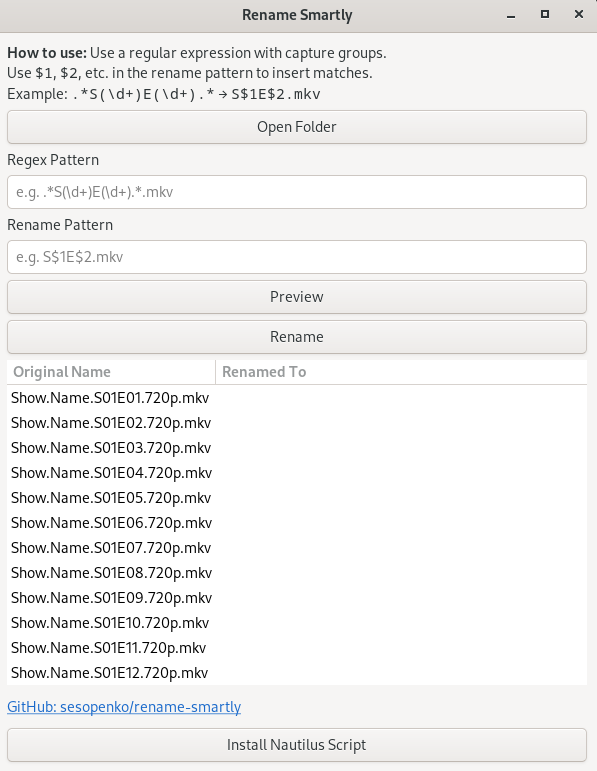 Rename Smartly
How to use: Use a regular expression with capture groups.
Use $1, $2, etc. in the rename pattern to insert matches.
Example: .*S(\d+)E(\d+).* → S$1E$2.mkv
Open Folder
Regex Pattern
e.g. .*S(\d+)E(\d+).*.mkv
Rename Pattern
e.g. S$1E$2.mkv
Preview
Rename
Original Name Renamed To
Show.Name.S01E01.720p.mkv
Show.Name.S01E02.720p.mkv
Show.Name.S01E03.720p.mkv
Show.Name.S01E04.720p.mkv
Show.Name.S01E05.720p.mkv
Show.Name.S01E06.720p.mkv
Show.Name.S01E07.720p.mkv
Show.Name.S01E08.720p.mkv
Show.Name.S01E09.720p.mkv
Show.Name.S01E10.720p.mkv
Show.Name.S01E11.720p.mkv
Show.Name.S01E12.720p.mkv
GitHub: sesopenko/rename-smartly
Install Nautilus Script